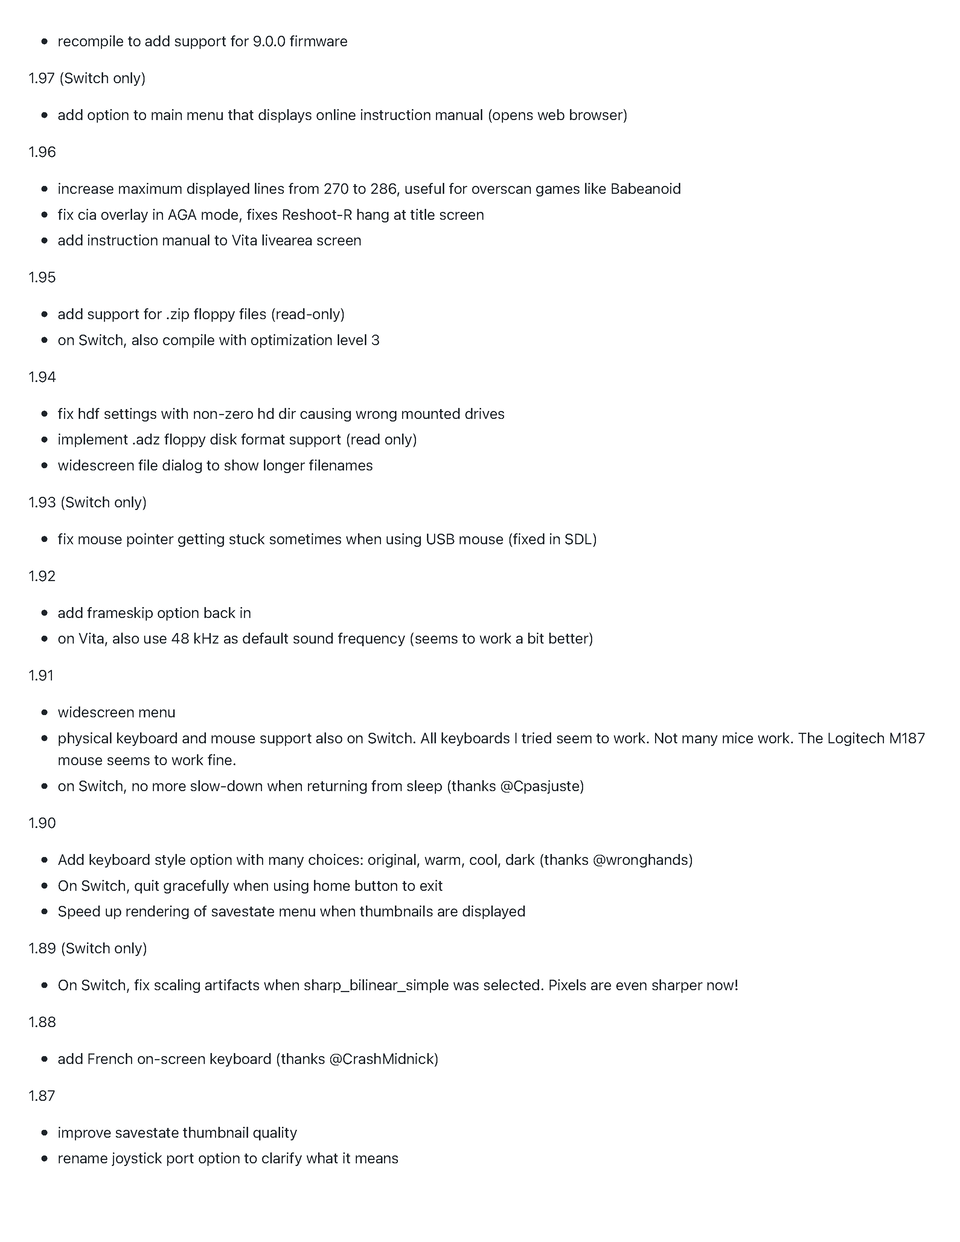 • recompile to add support for 9.0.0 firmware
1.97 (Switch only)
• add option to main menu that displays online instruction manual (opens web browser)
1.96
• increase maximum displayed lines from 270 to 286, useful for overscan games like Babeanoid
• fix cia overlay in AGA mode, fixes Reshoot-R hang at title screen
• add instruction manual to Vita livearea screen
1.95
• add support for .zip floppy files (read-only)
• on Switch, also compile with optimization level 3
1.94
• fix hdf settings with non-zero hd dir causing wrong mounted drives
• implement .adz floppy disk format support (read only)
• widescreen file dialog to show longer filenames
1.93 (Switch only)
• fix mouse pointer getting stuck sometimes when using USB mouse (fixed in SDL)
1.92
• add frameskip option back in
• on Vita, also use 48 kHz as default sound frequency (seems to work a bit better)
1.91
• widescreen menu
• physical keyboard and mouse support also on Switch. All keyboards I tried seem to work. Not many mice work. The Logitech M187
mouse seems to work fine.
• on Switch, no more slow-down when returning from sleep (thanks @Cpasjuste)
1.90
• Add keyboard style option with many choices: original, warm, cool, dark (thanks @wronghands)
• On Switch, quit gracefully when using home button to exit
• Speed up rendering of savestate menu when thumbnails are displayed
1.89 (Switch only)
• On Switch, fix scaling artifacts when sharp_bilinear_simple was selected. Pixels are even sharper now!
1.88
• add French on-screen keyboard (thanks @CrashMidnick)
1.87
• improve savestate thumbnail quality
• rename joystick port option to clarify what it means